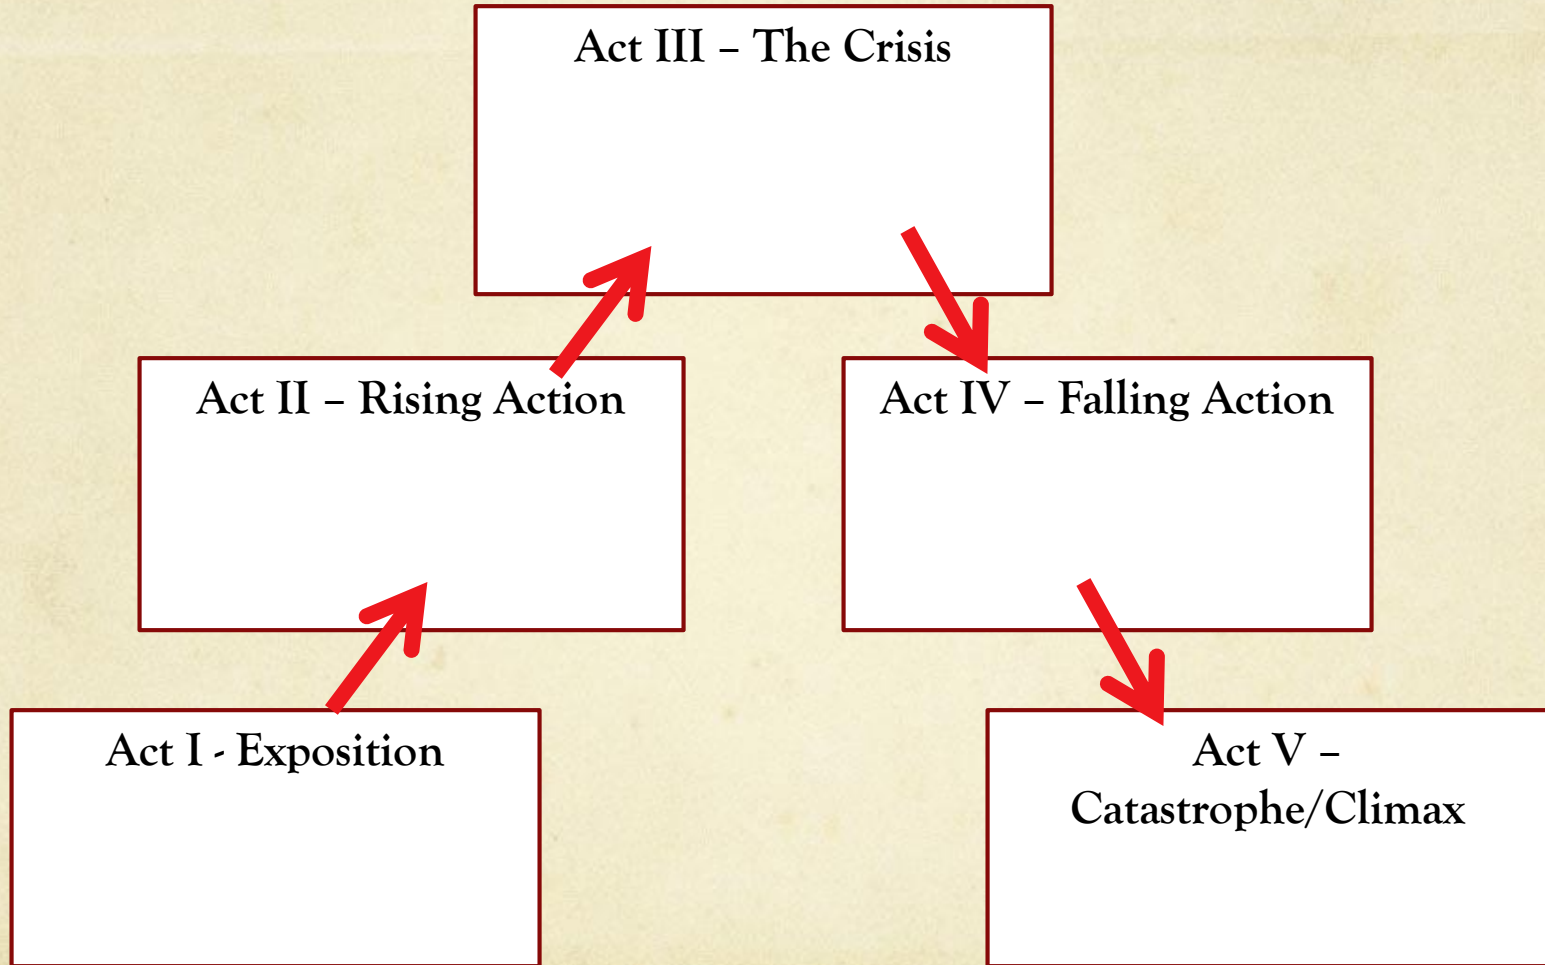 Act III – The Crisis
Act II – Rising Action
Act IV – Falling Action
Act I - Exposition
Act V –
Catastrophe/Climax